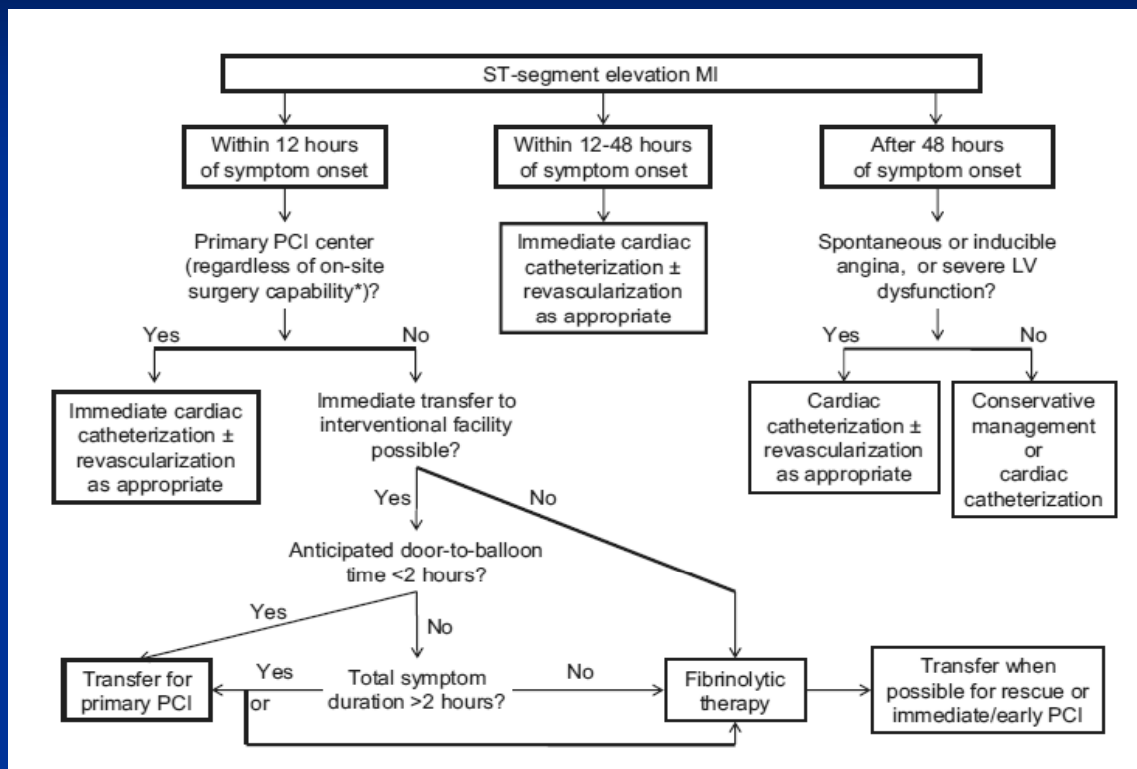 ST-segment elevation MI
Within 12 hours
of symptom onset
Within 12-48 hours
of symptom onset
After 48 hours
of symptom onset
Primary PCI center
(regardless of on-site
surgery capability*)?
Immediate cardiac
catheterization ±
revascularization
as appropriate
Spontaneous or inducible
angina, or severe LV
dysfunction?
Yes
No
Yes
No
Immediate cardiac
catheterization ±
revascularization
as appropriate
Immediate transfer to
interventional facility
possible?
Cardiac
catheterization ±
revascularization
as appropriate
Conservative
management
or
cardiac
catheterization
Yes
No
Anticipated door-to-balloon
time <2 hours?
Yes
No
Transfer for
primary PCI
Yes
or
Total symptom
duration >2 hours?
No
Fibrinolytic
therapy
Transfer when
possible for rescue or
immediate/early PCI